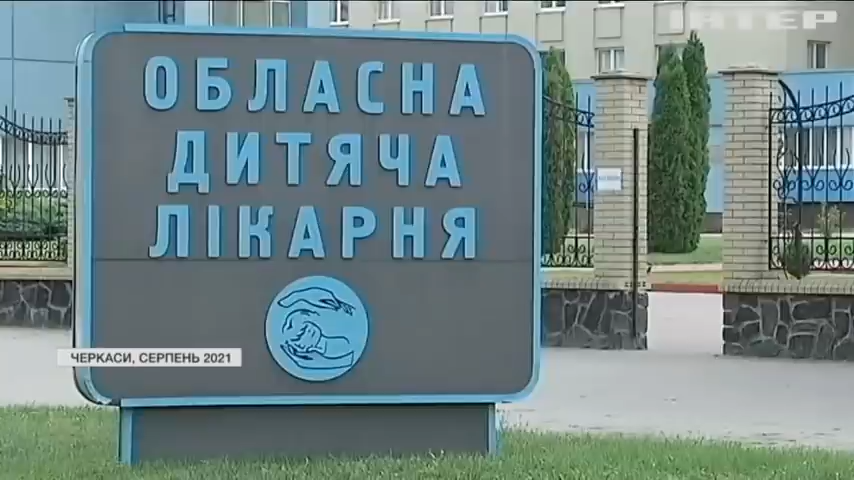 ІНТЕР
ОБЛАСНА
ДИТЯЧА
ЛІКАРНЯ
ЧЕРКАСИ, СЕРПЕНЬ 2021